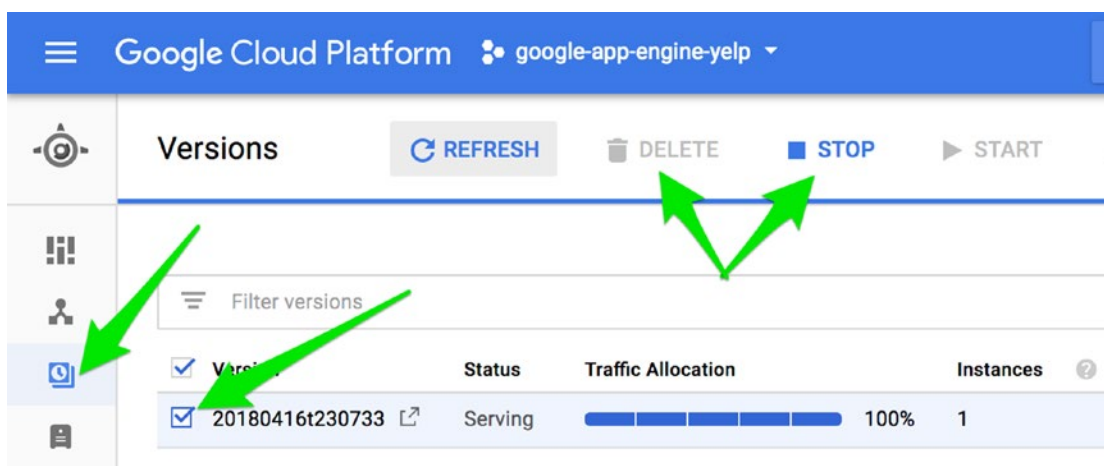 Google Cloud Platform google-app-engine-yelp
Versions REFRESH DELETE STOP START
Filter versions
Version Status Traffic Allocation Instances
20180416t230733 Serving 100% 1